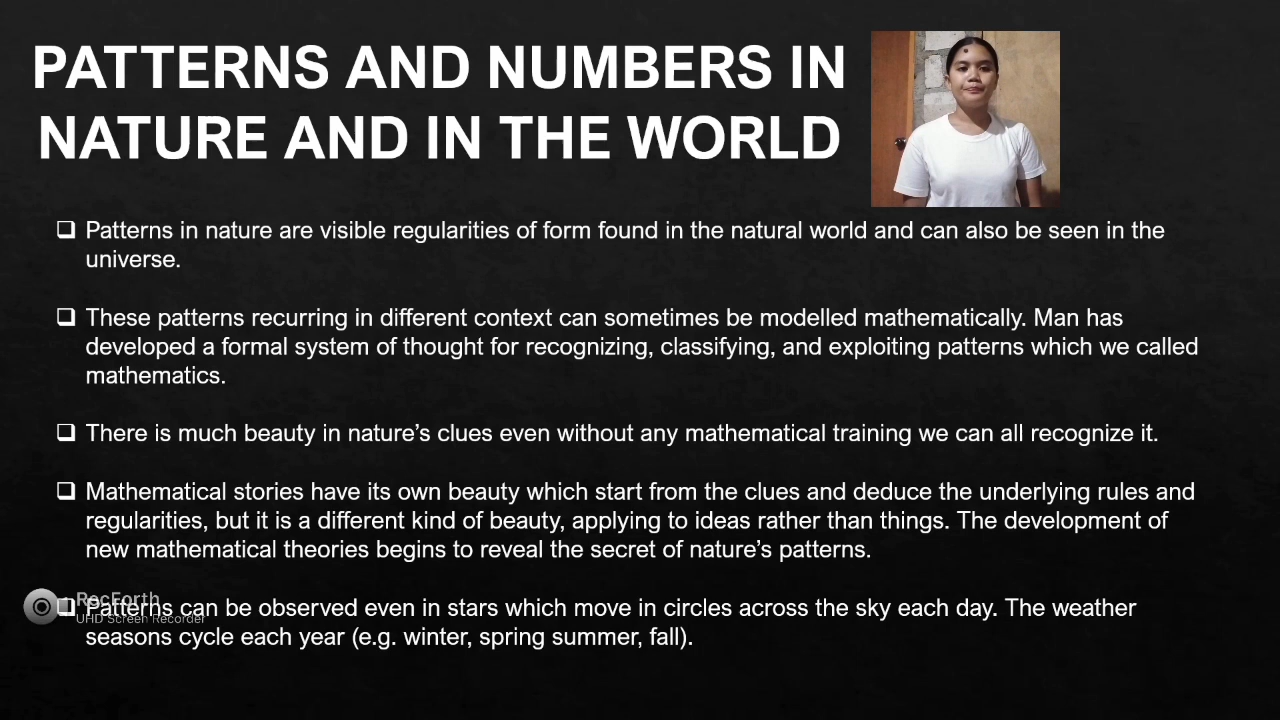 PATTERNS AND NUMBERS IN
NATURE AND IN THE WORLD
Patterns in nature are visible regularities of form found in the natural world and can also be seen in the
universe.
These patterns recurring in different context can sometimes be modelled mathematically. Man has
developed a formal system of thought for recognizing, classifying, and exploiting patterns which we called
mathematics.
There is much beauty in nature’s clues even without any mathematical training we can all recognize it.
Mathematical stories have its own beauty which start from the clues and deduce the underlying rules and
regularities, but it is a different kind of beauty, applying to ideas rather than things. The development of
new mathematical theories begins to reveal the secret of nature’s patterns.
RecForth
UHD Screen Recorder
Patterns can be observed even in stars which move in circles across the sky each day. The weather
seasons cycle each year (e.g. winter, spring summer, fall).